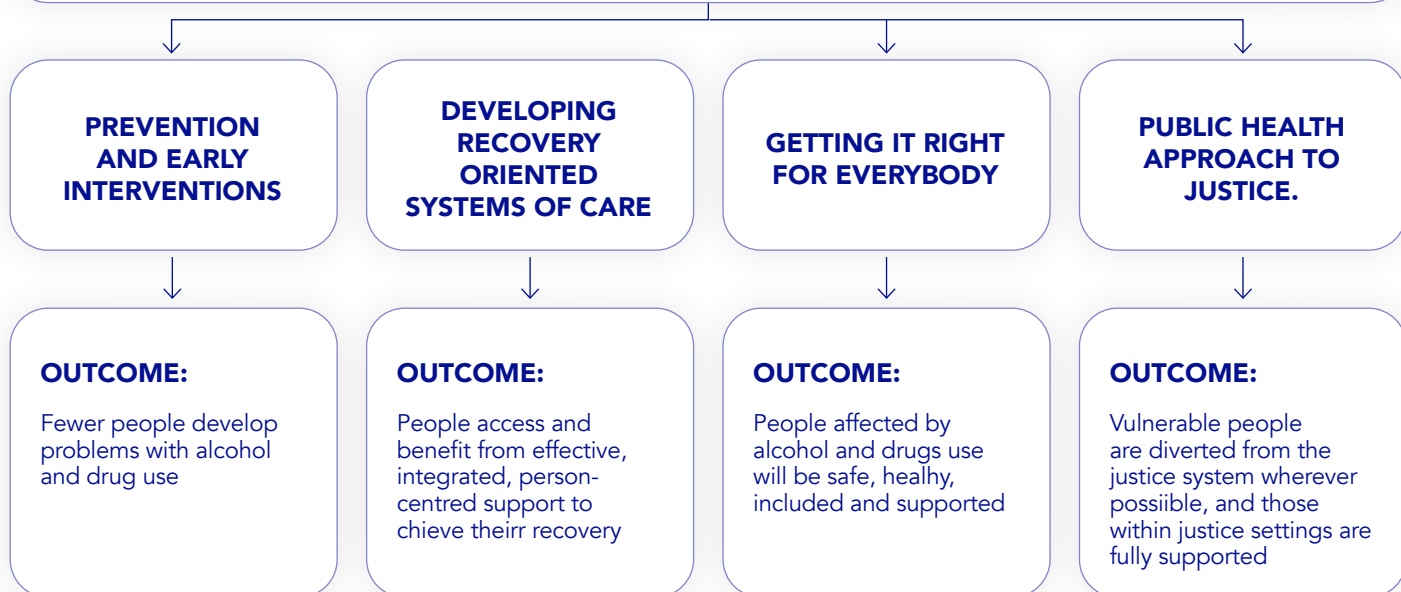 PREVENTION
AND EARLY
INTERVENTIONS
DEVELOPING
RECOVERY
ORIENTED
SYSTEMS OF CARE
GETTING IT RIGHT
FOR EVERYBODY
PUBLIC HEALTH
APPROACH TO
JUSTICE.
OUTCOME:
Fewer people develop
problems with alcohol
and drug use
OUTCOME:
People access and
benefit from effective,
integrated, person-
centred support to
chieve theirr recovery
OUTCOME:
People affected by
alcohol and drugs use
will be safe, healhy,
included and supported
OUTCOME:
Vulnerable people
are diverted from the
justice system wherever
possiible, and those
within justice settings are
fully supported